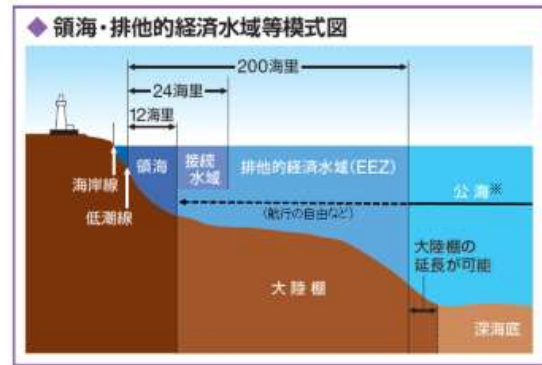 ◆ 領海・排他的経済水域等模式図
200海里
24海里
12海里
領海
接続
水域
排他的経済水域(EEZ)
海岸線
公海※
低潮線
(航行の自由など)
大陸棚の
延長が可能
大陸棚
深海底